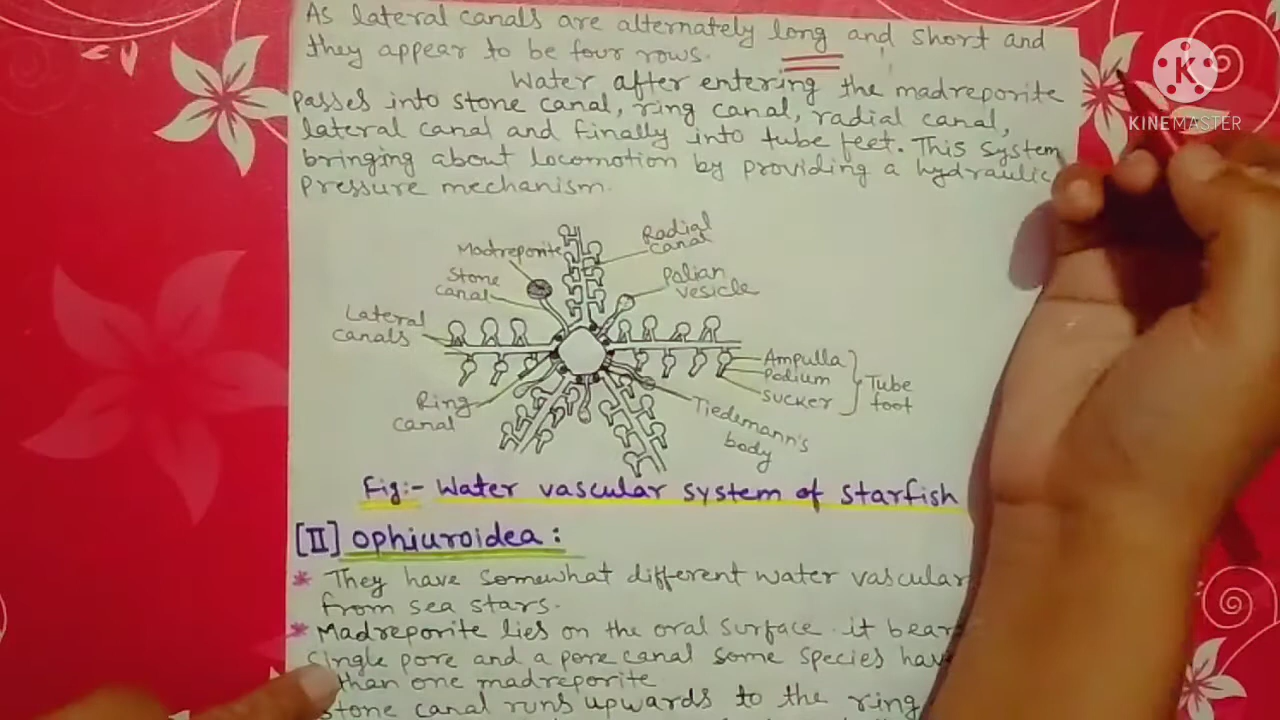 As lateral canals are alternately long and short and
they appear to be four rows.
Water after entering the madreporite
passes into stone canal, ring canal, radial canal,
lateral canal and finally into tube feet. This system
bringing about locomotion by providing a hydraulic
pressure mechanism.
K
KINEMASTER
Madreporite
Radial
canal
Stone
canal
Polian
vesicle
Lateral
canals
Ampulla
Podium
Sucker
Tube
foot
Ring
canal
Tiedemann's
body
Fig:- Water vascular system of starfish
[II] Ophiuroidea:
* They have somewhat different water vascular
from sea stars.
* Madreporite lies on the oral surface. it bear
single pore and a pore canal some species hav
than one madreporite
Stone canal runs upwards to the ring